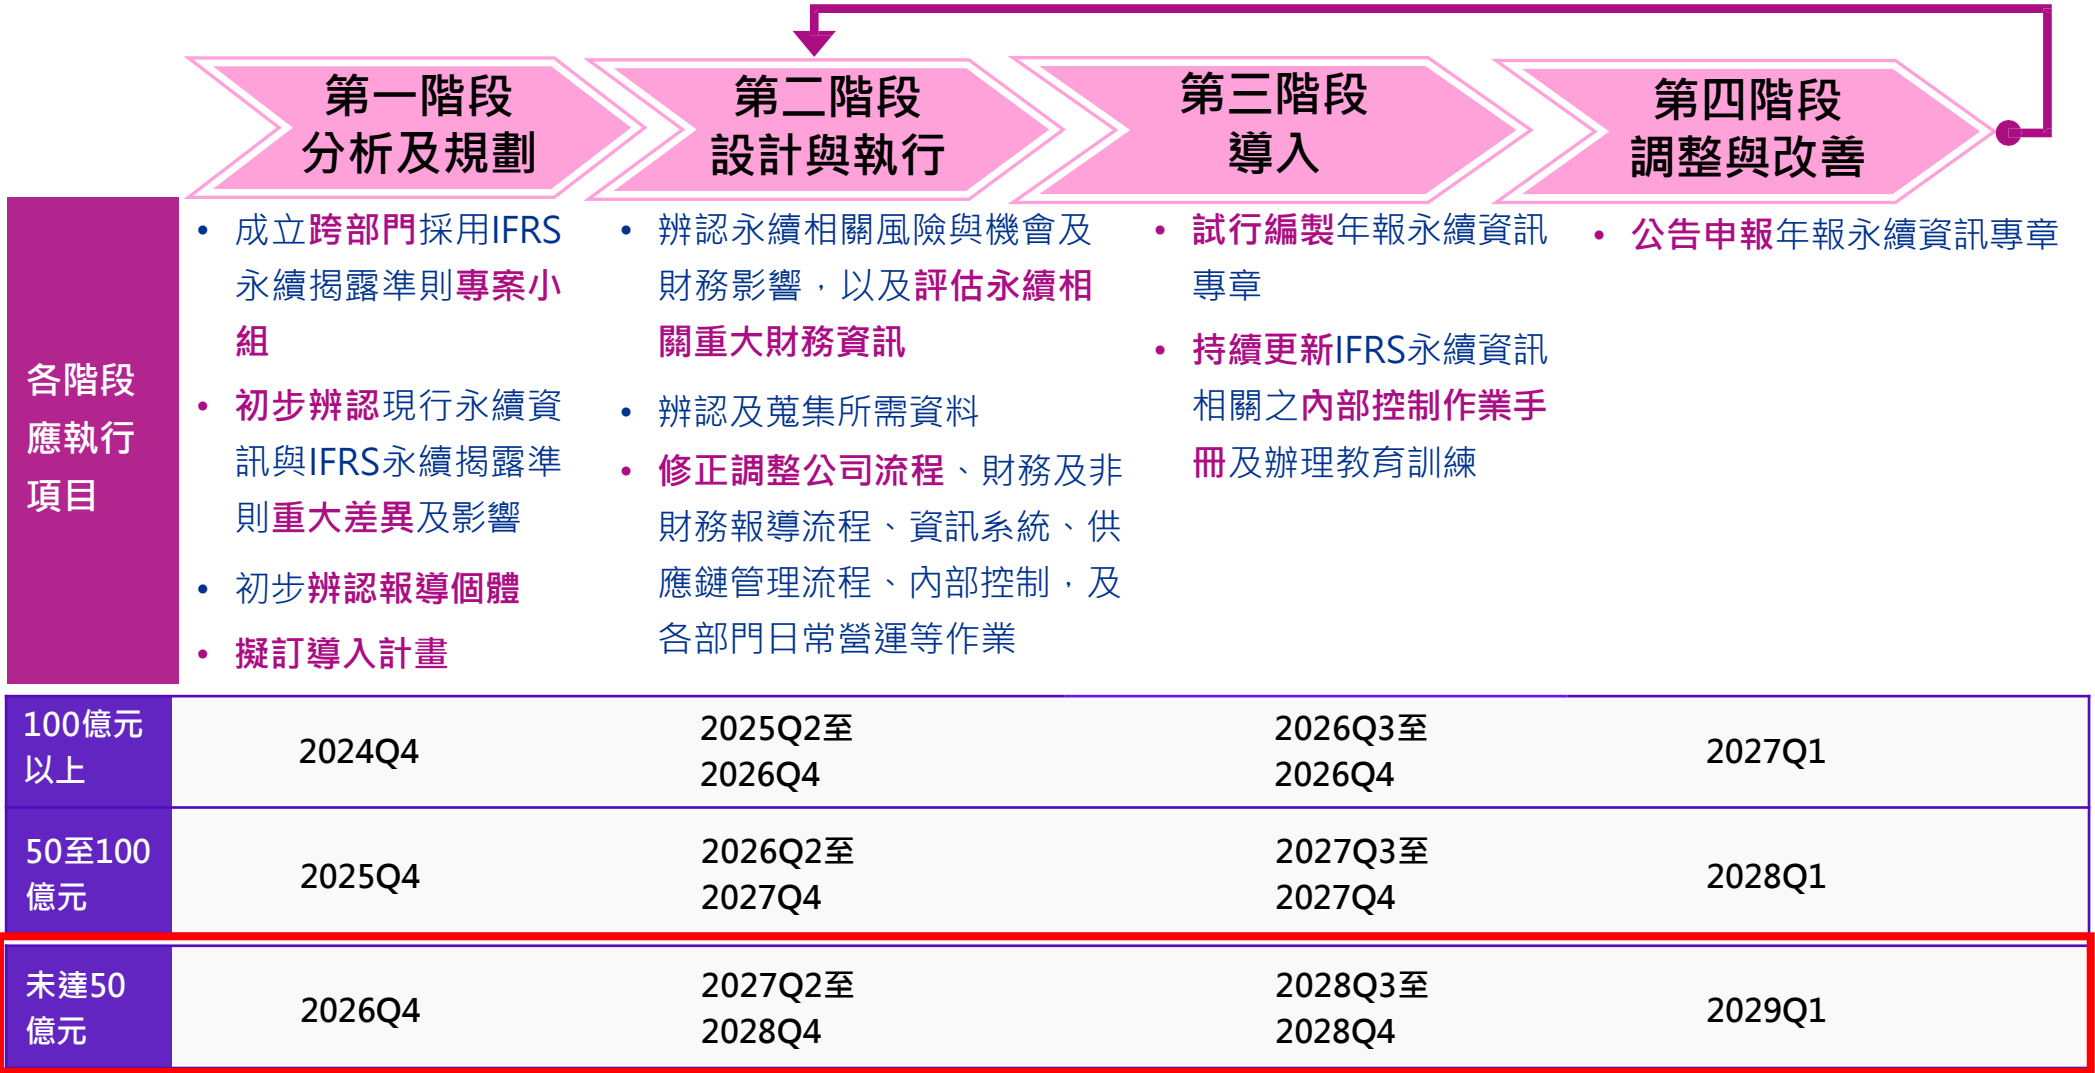 第一階段
分析及規劃
第二階段
設計與執行
第三階段
導入
第四階段
調整與改善
各階段
應執行
項目
• 成立跨部門採用IFRS
永續揭露準則專案小
組
• 初步辨認現行永續資
訊與IFRS永續揭露準
則重大差異及影響
• 初步辨認報導個體
• 擬訂導入計畫
• 辨認永續相關風險與機會及
財務影響，以及評估永續相
關重大財務資訊
• 辨認及蒐集所需資料
• 修正調整公司流程、財務及非
財務報導流程、資訊系統、供
應鏈管理流程、內部控制，及
各部門日常營運等作業
• 試行編製年報永續資訊
專章
• 持續更新IFRS永續資訊
相關之內部控制作業手
冊及辦理教育訓練
• 公告申報年報永續資訊專章
100億元
以上
2024Q4
2025Q2至
2026Q4
2026Q3至
2026Q4
2027Q1
50至100
億元
2025Q4
2026Q2至
2027Q4
2027Q3至
2027Q4
2028Q1
未達50
億元
2026Q4
2027Q2至
2028Q4
2028Q3至
2028Q4
2029Q1